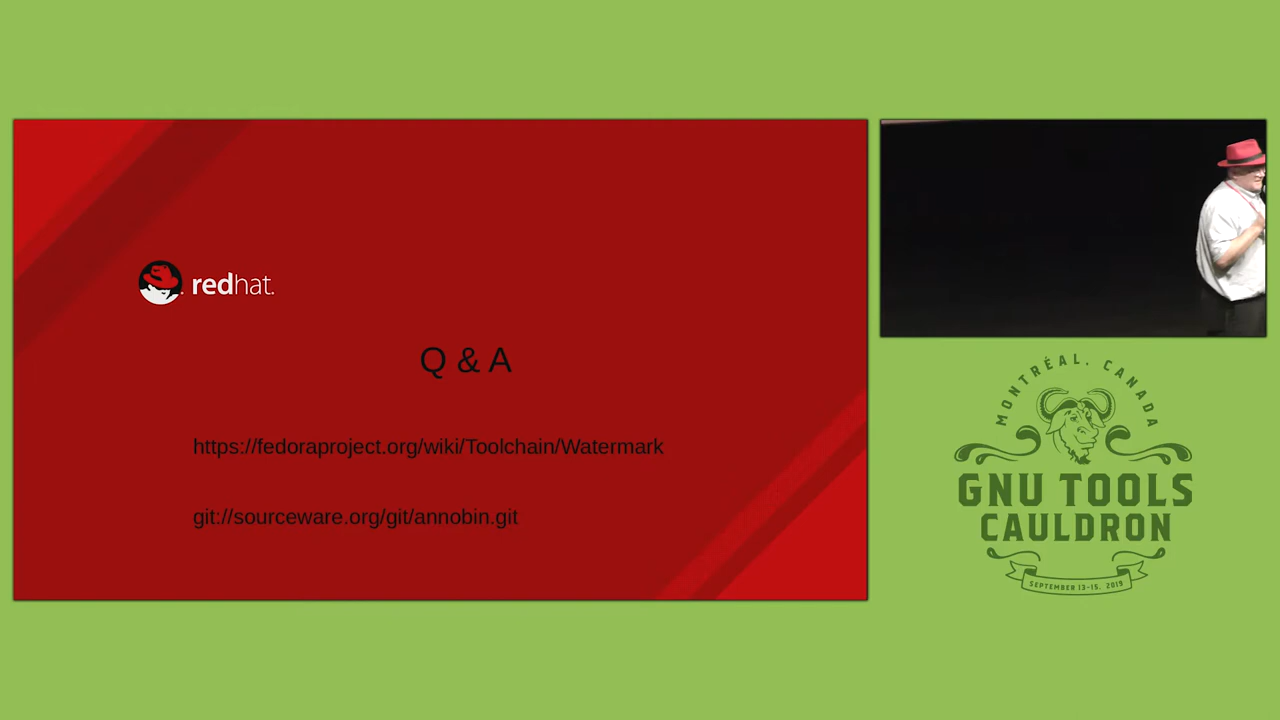 redhat.
Q & A
https://fedoraproject.org/wiki/Toolchain/Watermark
git://sourceware.org/git/annobin.git
MONTRÉAL. CANADA
GNU TOOLS
CAULDRON
SEPTEMBER 13-15, 2019